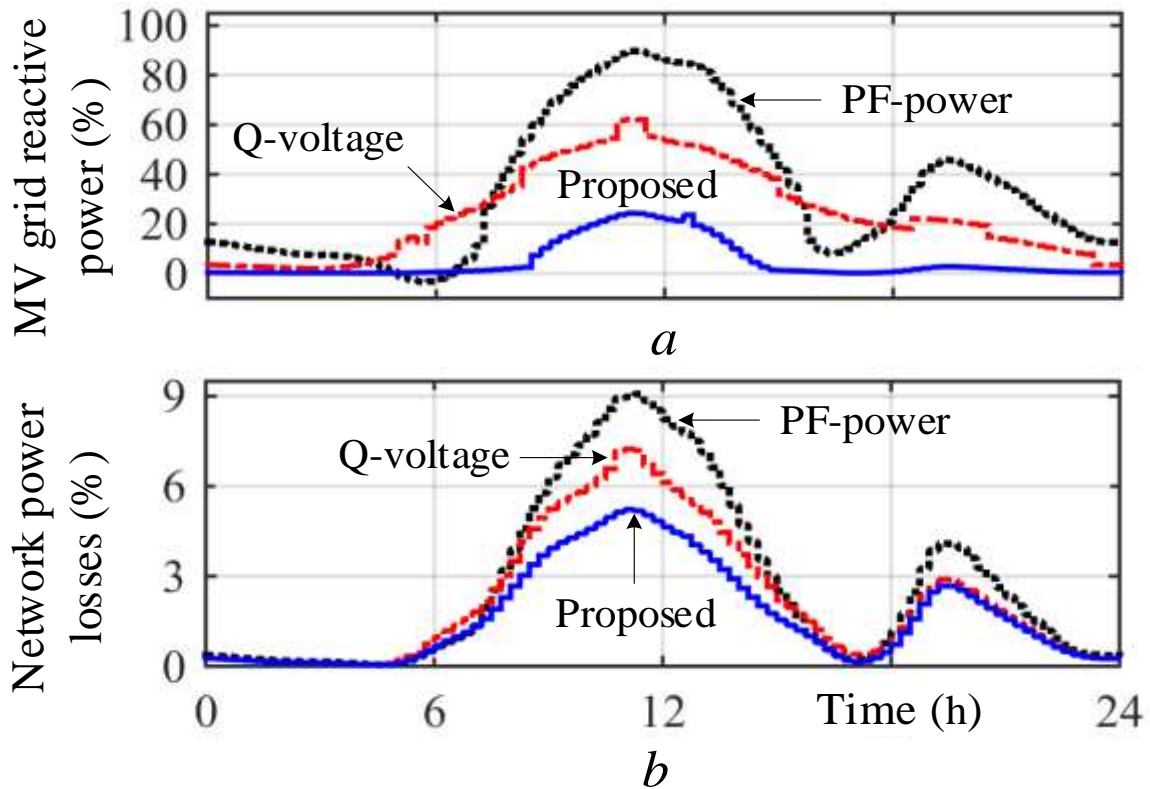 MV grid reactive
power (%)
100
80
60
40
20
0
PF-power
Q-voltage
Proposed
a
Network power
losses (%)
9
6
3
0
PF-power
Q-voltage
Proposed
0 6 12 Time (h) 24
b